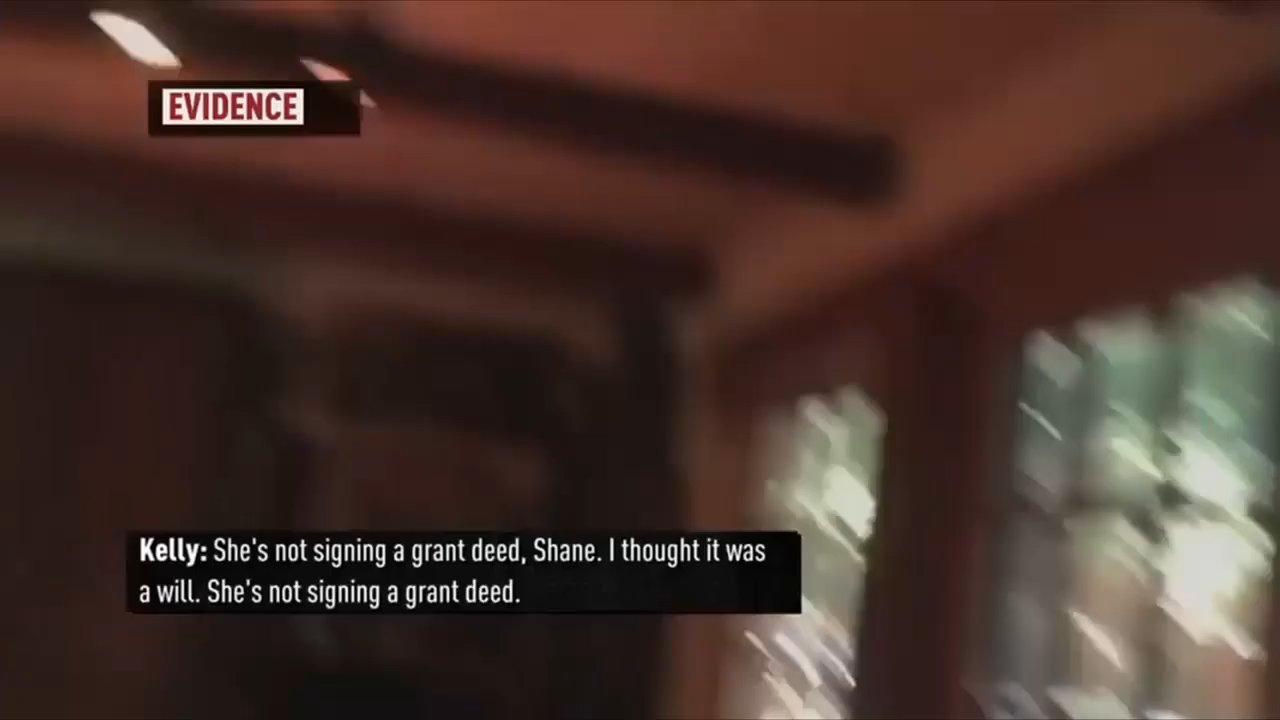 EVIDENCE
Kelly: She's not signing a grant deed, Shane. I thought it was
a will. She's not signing a grant deed.